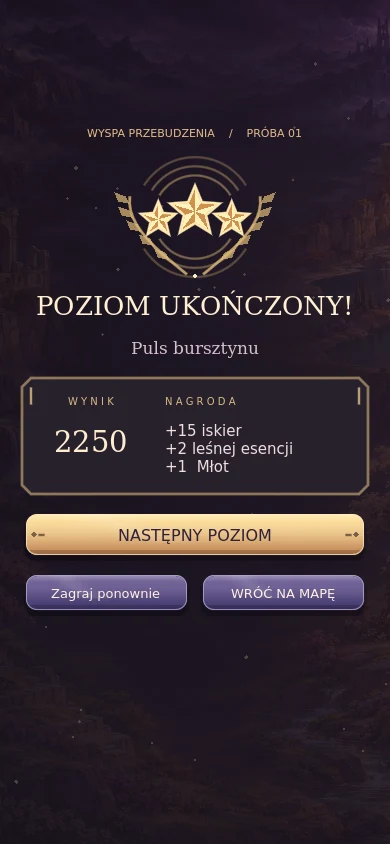 WYSPA PRZEBUDZENIA / PRÓBA 01
POZIOM UKOŃCZONY!
Puls bursztynu
WYNIK
2250
NAGRODA
+15 iskier
+2 leśnej esencji
+1 Młot
NASTĘPNY POZIOM
Zagraj ponownie
WRÓĆ NA MAPĘ